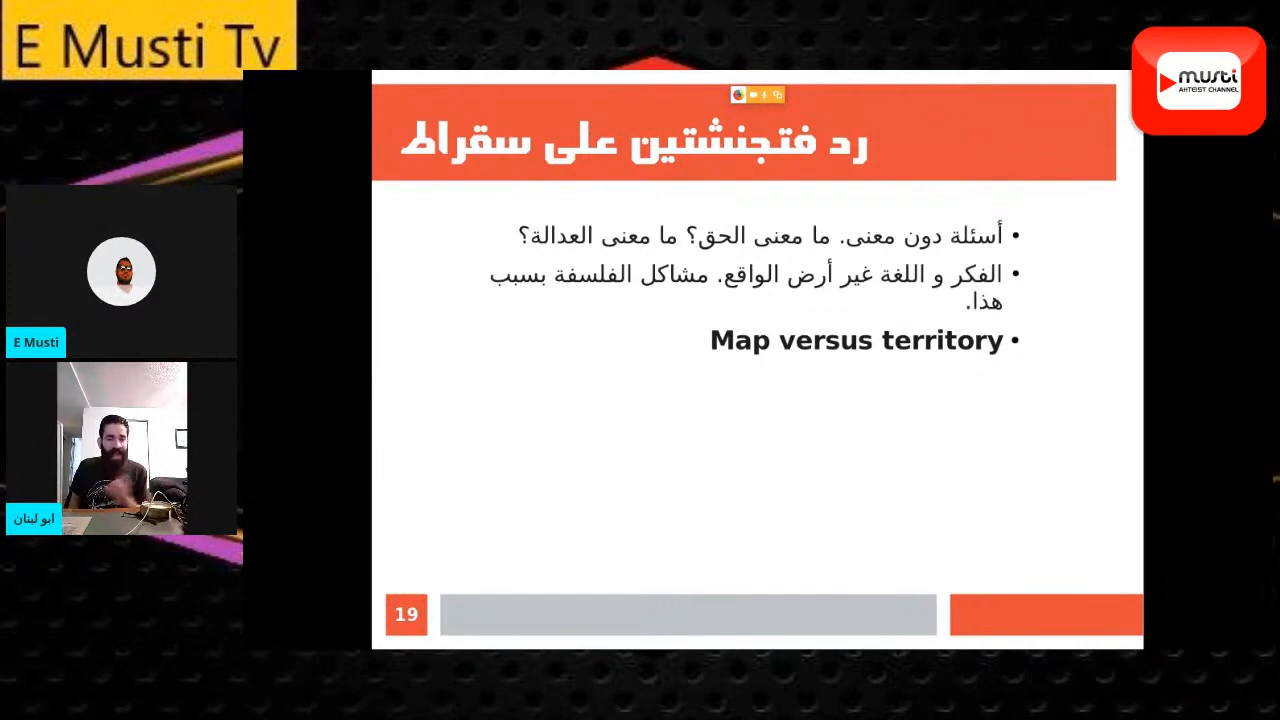 E Musti Tv
musti
AHTEIST CHANNEL
رد فتجنشتين على سقراط
• أسئلة دون معنى. ما معنى الحق؟ ما معنى العدالة؟
• الفكر و اللغة غير أرض الواقع. مشاكل الفلسفة بسبب
هذا.
• Map versus territory
E Musti
ابو لبنان
19